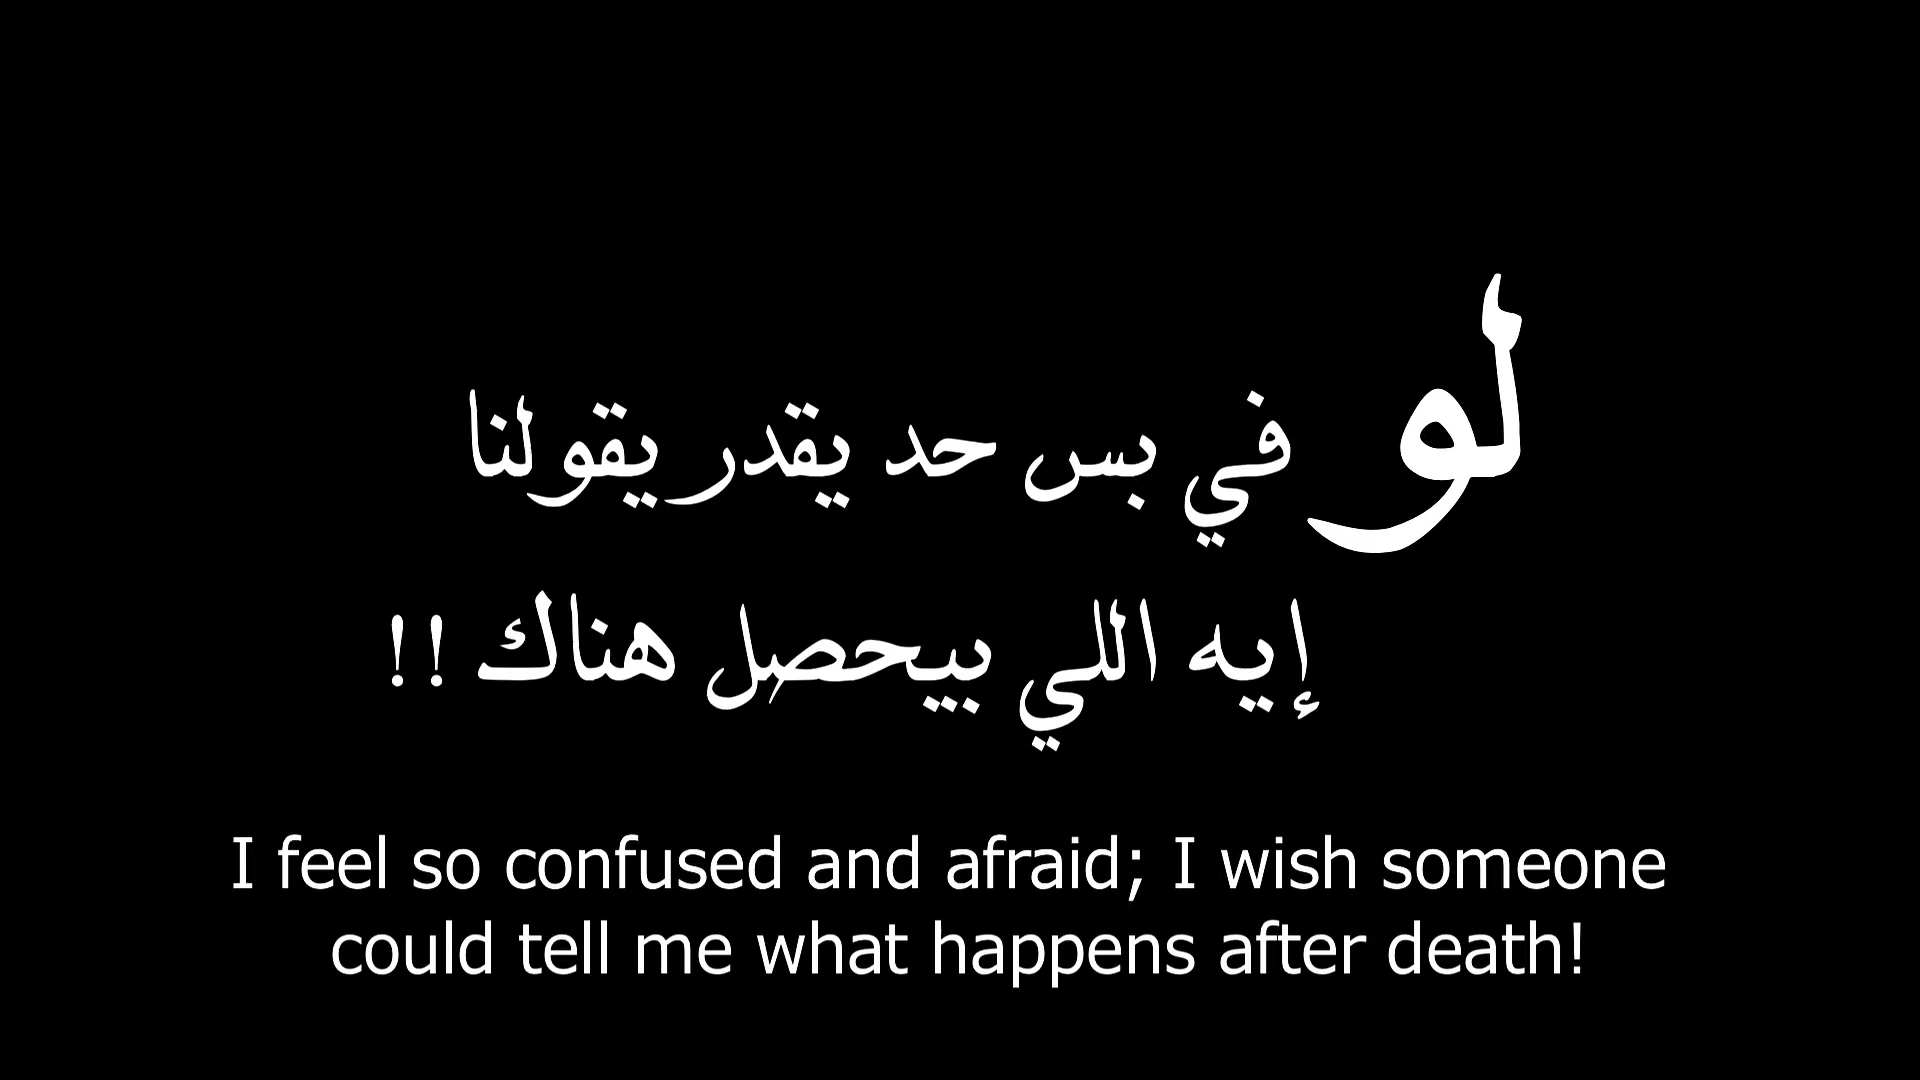 لو في بس حد يقدر يقولنا
إيه اللي بيحصل هناك !!
I feel so confused and afraid; I wish someone
could tell me what happens after death!